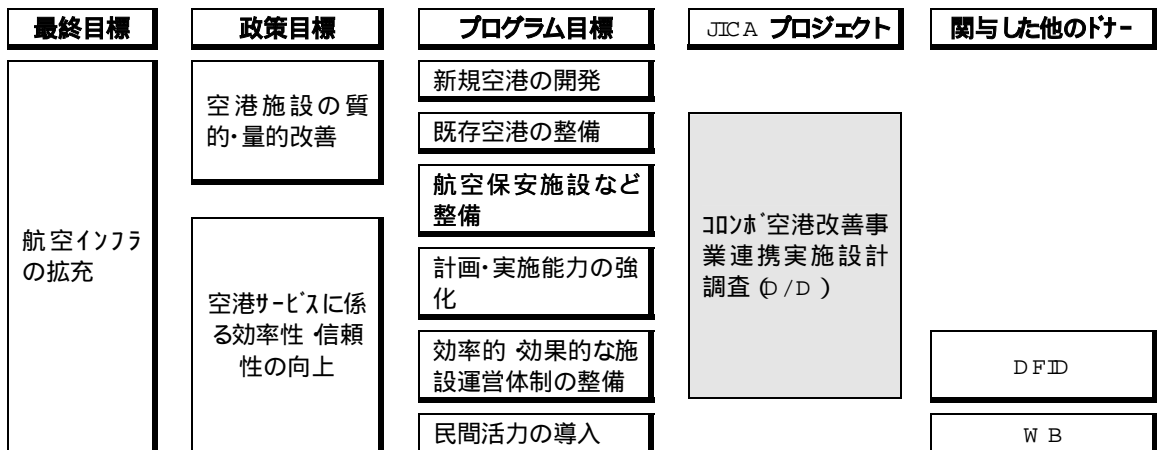 最終目標
政策目標
プログラム目標
JICA プロジェクト
関与した他のドナー
航空インフラ
の拡充
空港施設の質
的・量的改善
空港サービスに係
る効率性・信頼
性の向上
新規空港の開発
既存空港の整備
航空保安施設など
整備
計画・実施能力の強
化
効率的・効果的な施
設運営体制の整備
民間活力の導入
コロンボ空港改善事
業連携実施設計
調査(D/D)
DFID
WB